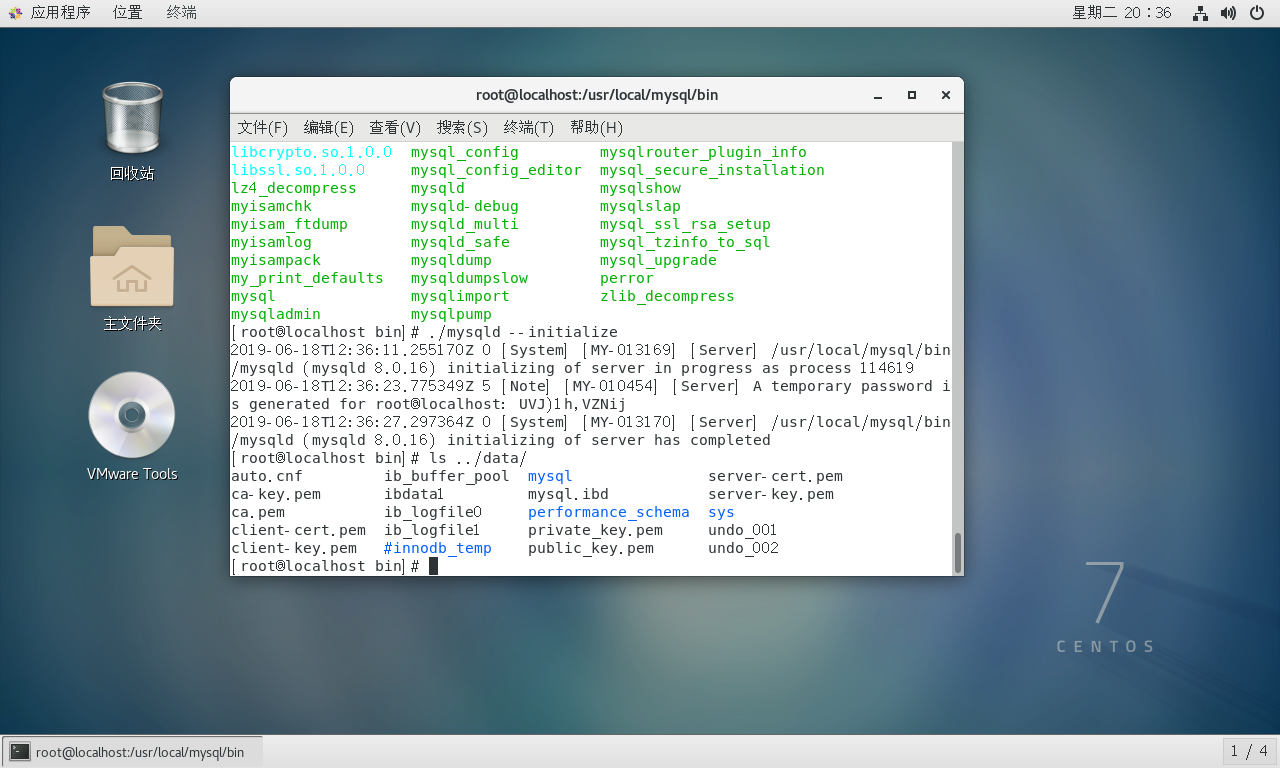 应用程序 位置 终端 星期二 20：36
回收站
主文件夹
VMware Tools
root@localhost:/usr/local/mysql/bin
文件(F) 编辑(E) 查看(V) 搜索(S) 终端(T) 帮助(H)
libcrypto.so.1.0.0 mysql_config mysqlrouter_plugin_info
libssl.so.1.0.0 mysql_config_editor mysql_secure_installation
lz4_decompress mysqld mysqlshow
myisamchk mysqld-debug mysqlslap
myisam_ftdump mysqld_multi mysql_ssl_rsa_setup
myisamlog mysqld_safe mysql_tzinfo_to_sql
myisampack mysqldump mysql_upgrade
my_print_defaults mysqldumpslow perror
mysql mysqlimport zlib_decompress
mysqladmin mysqlpump
[root@localhost bin]# ./mysqld --initialize
2019-06-18T12:36:11.255170Z 0 [System] [MY-013169] [Server] /usr/local/mysql/bin
/mysqld (mysqld 8.0.16) initializing of server in progress as process 114619
2019-06-18T12:36:23.775349Z 5 [Note] [MY-010454] [Server] A temporary password i
s generated for root@localhost: UVJ)1h,VZNij
2019-06-18T12:36:27.297364Z 0 [System] [MY-013170] [Server] /usr/local/mysql/bin
/mysqld (mysqld 8.0.16) initializing of server has completed
[root@localhost bin]# ls ../data/
auto.cnf ib_buffer_pool mysql server-cert.pem
ca-key.pem ibdata1 mysql.ibd server-key.pem
ca.pem ib_logfile0 performance_schema sys
client-cert.pem ib_logfile1 private_key.pem undo_001
client-key.pem #innodb_temp public_key.pem undo_002
[root@localhost bin]#
7
CENTOS
root@localhost:/usr/local/mysql/bin
1 / 4